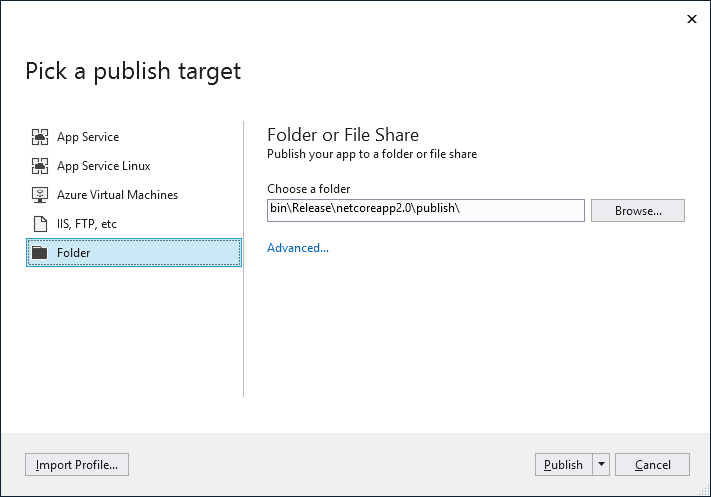 Pick a publish target
App Service
App Service Linux
Azure Virtual Machines
IIS, FTP, etc
Folder
Folder or File Share
Publish your app to a folder or file share
Choose a folder
bin\Release\netcoreapp2.0\publish\
Browse...
Advanced...
Import Profile...
Publish
Cancel